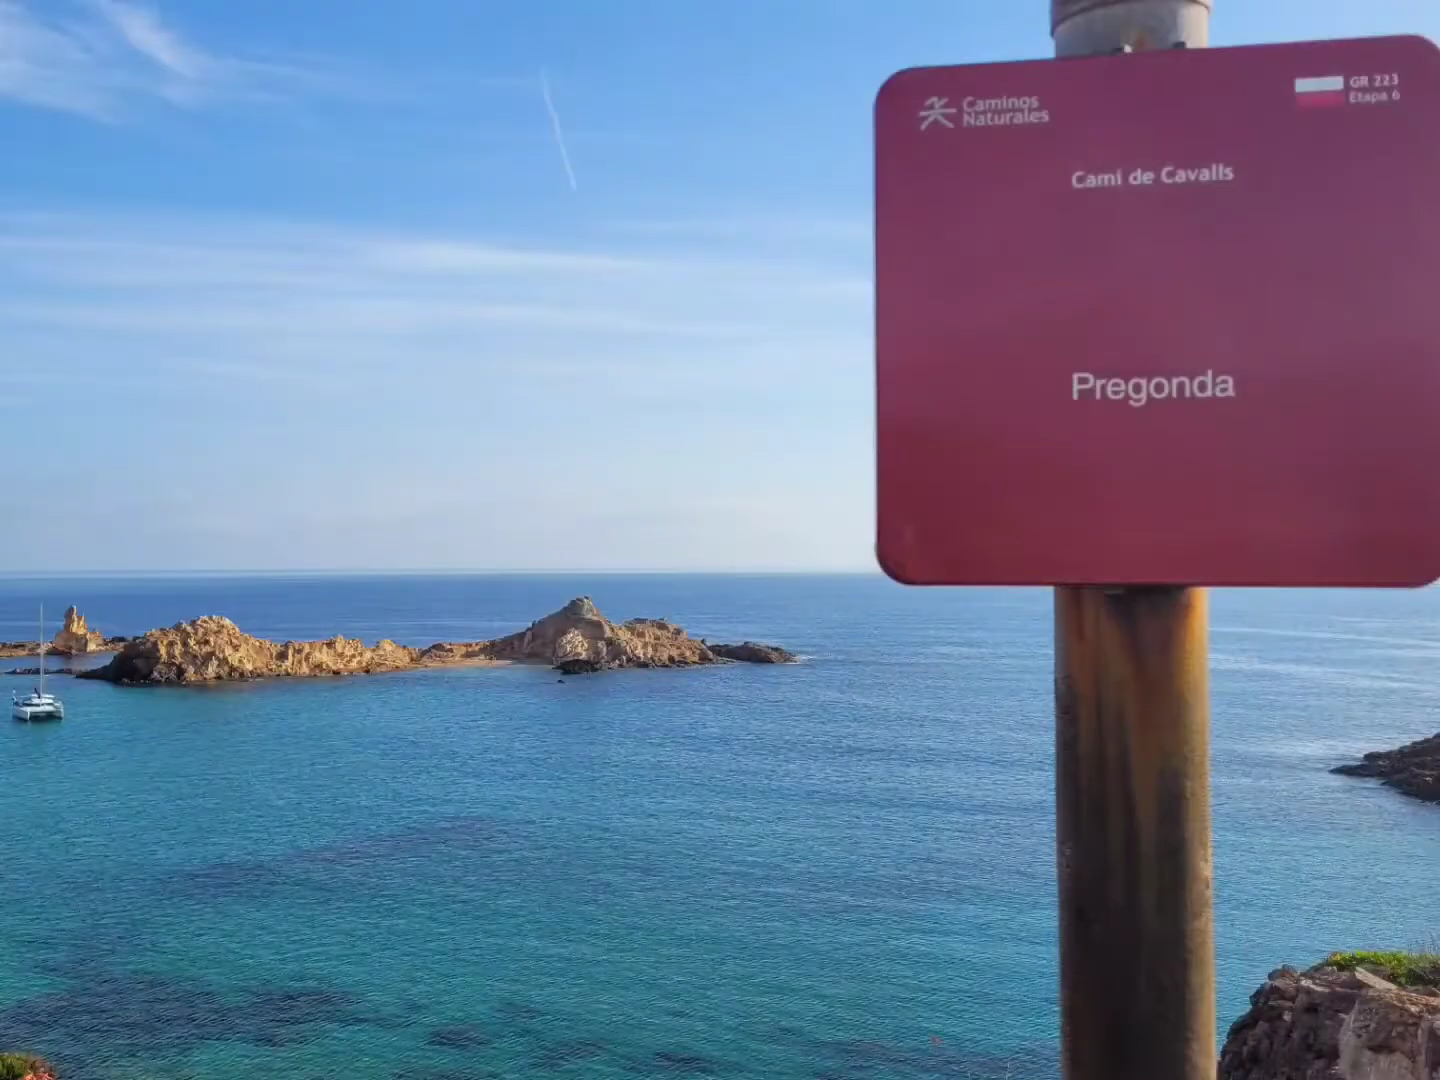 Caminos
Naturales
GR 223
Etapa 6
Camí de Cavalls
Pregonda